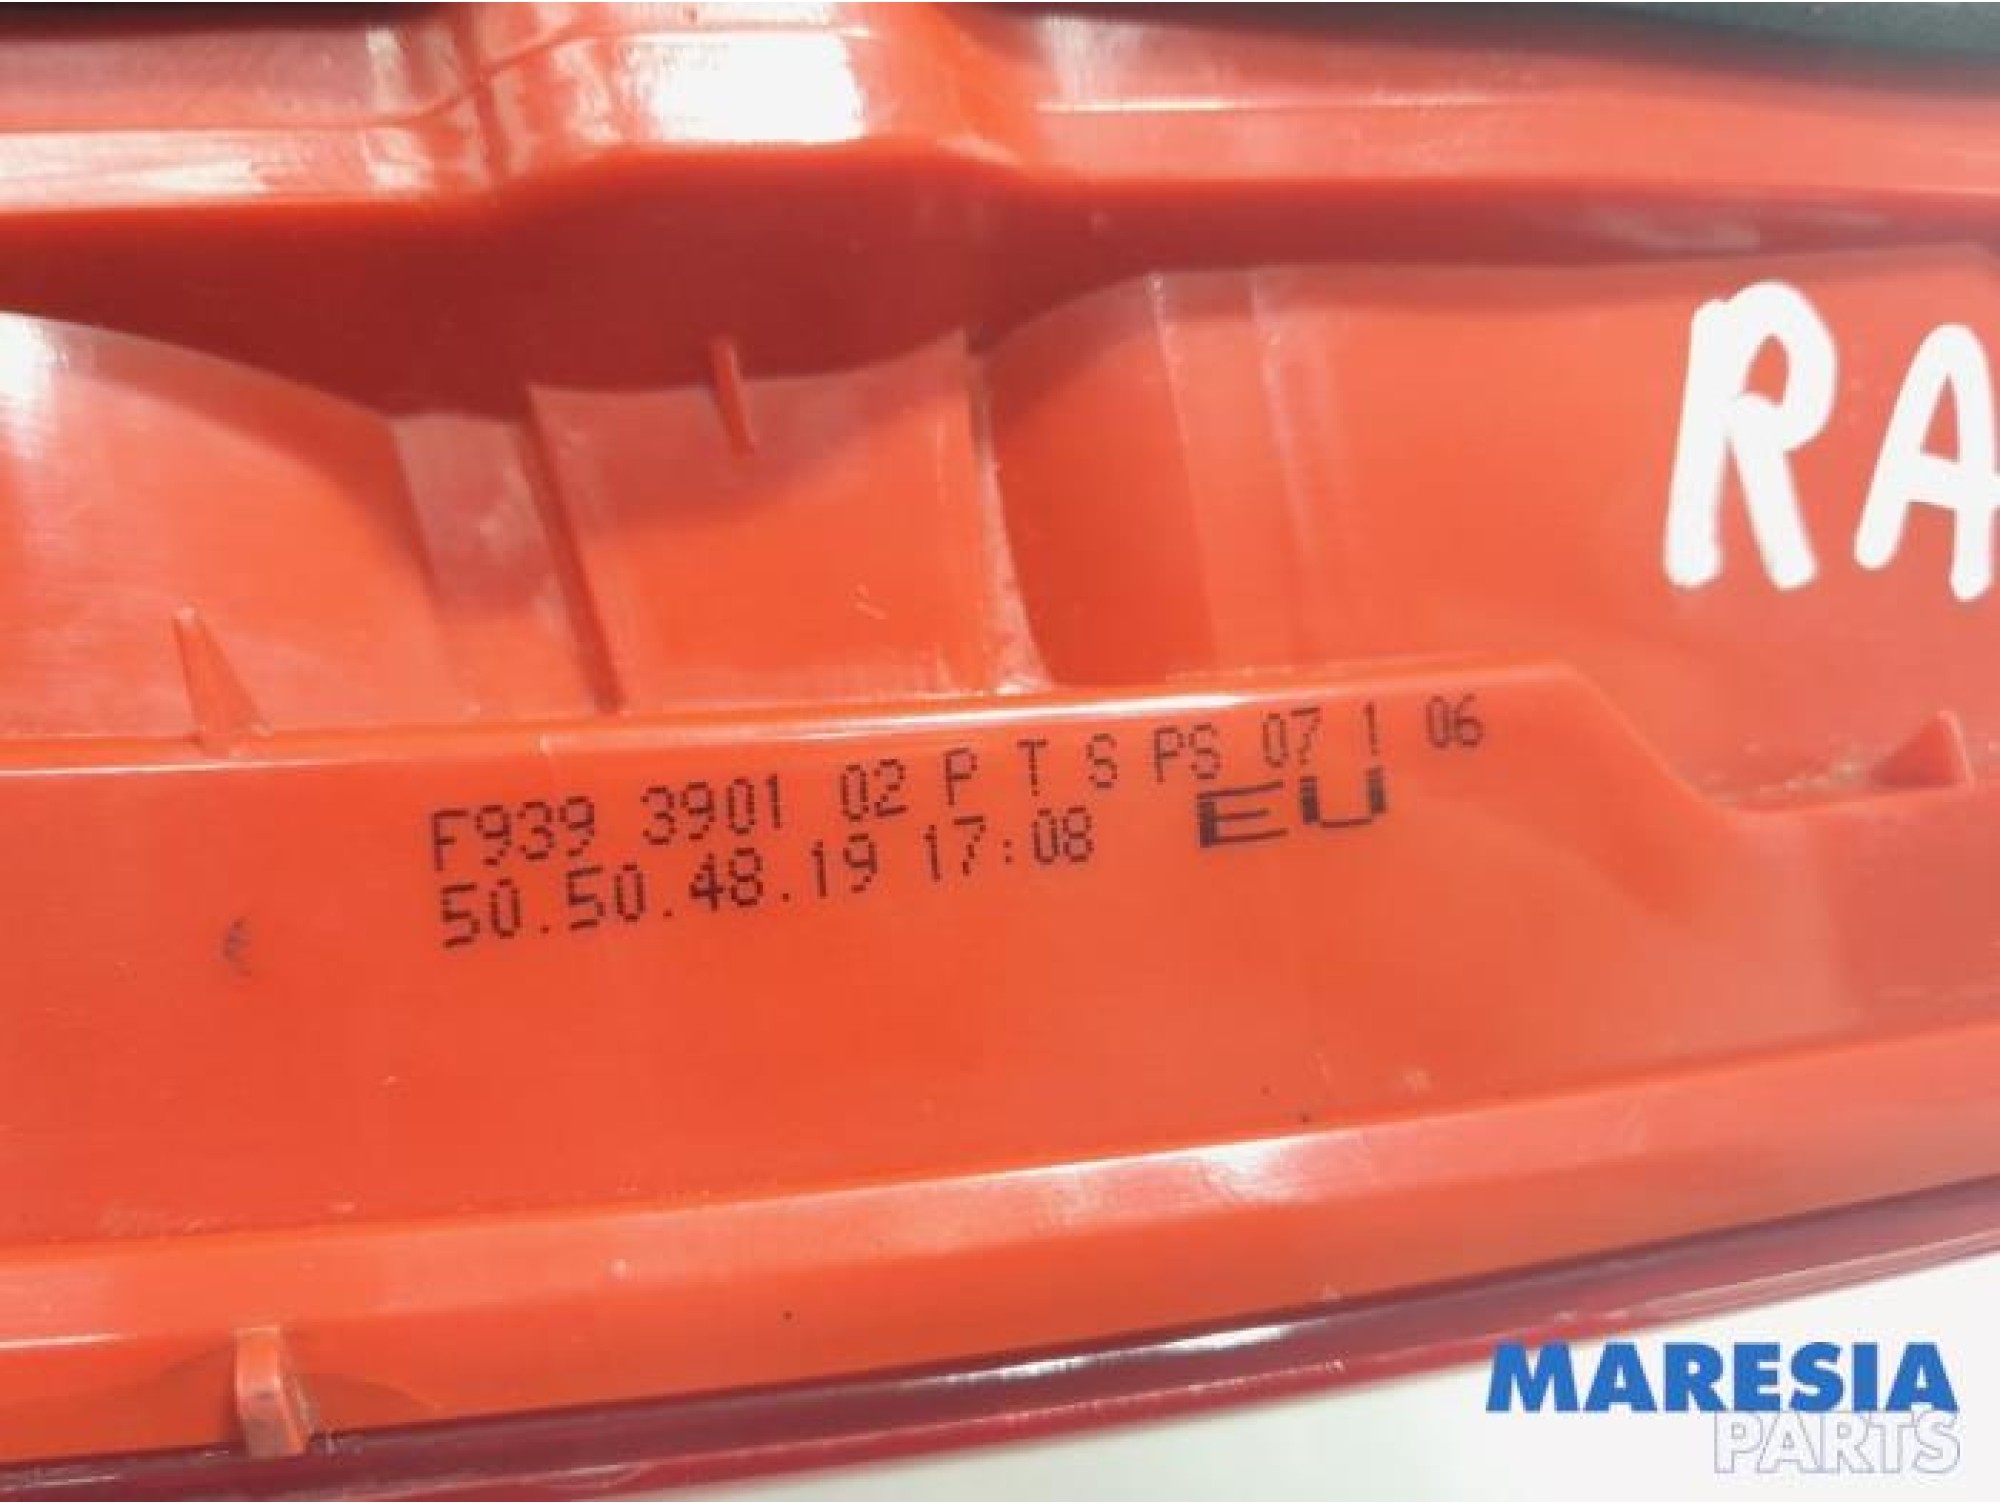 RA
F939 3901 02 P T S PS 07 1 06
50.50.48.19 17:08 EU
MARESIA
PARTS